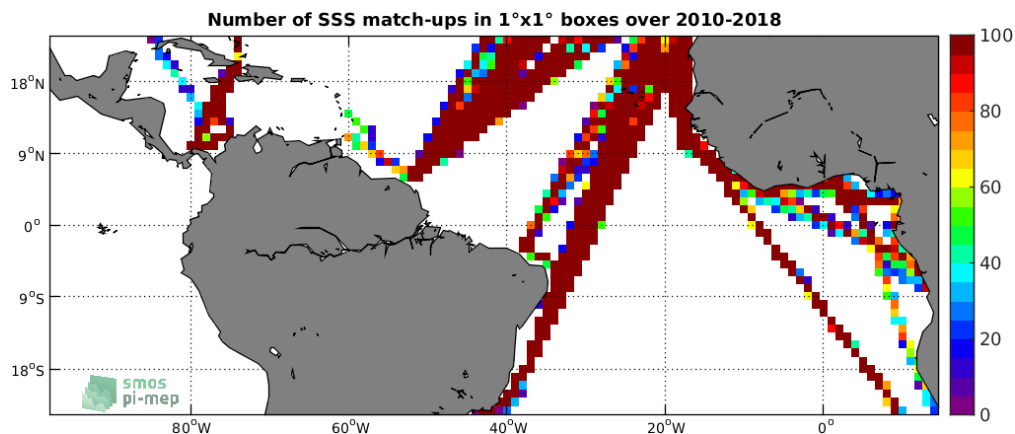 Number of SSS match-ups in 1°x1° boxes over 2010-2018
100
18°N
80
9°N
60
0°
40
9°S
20
18°S
smos
pi-mep
0
80°W
60°W
40°W
20°W
0°